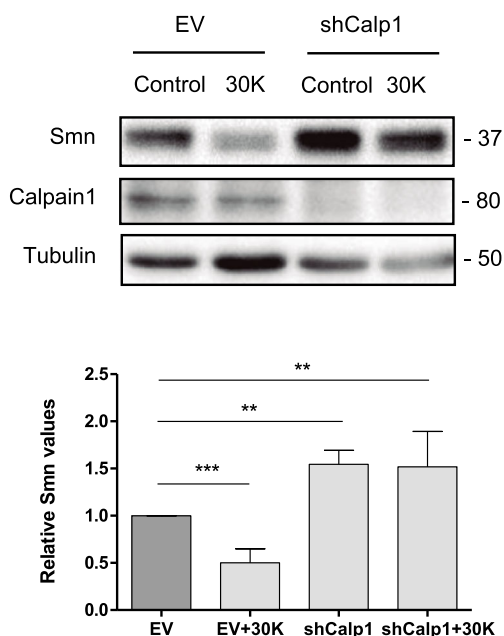 EV shCalp1
Control 30K Control 30K
Smn - 37
Calpain1 - 80
Tubulin - 50
2.5
**
2.0
**
1.5
***
1.0
0.5
0.0
Relative Smn values
EV EV+30K shCalp1 shCalp1+30K